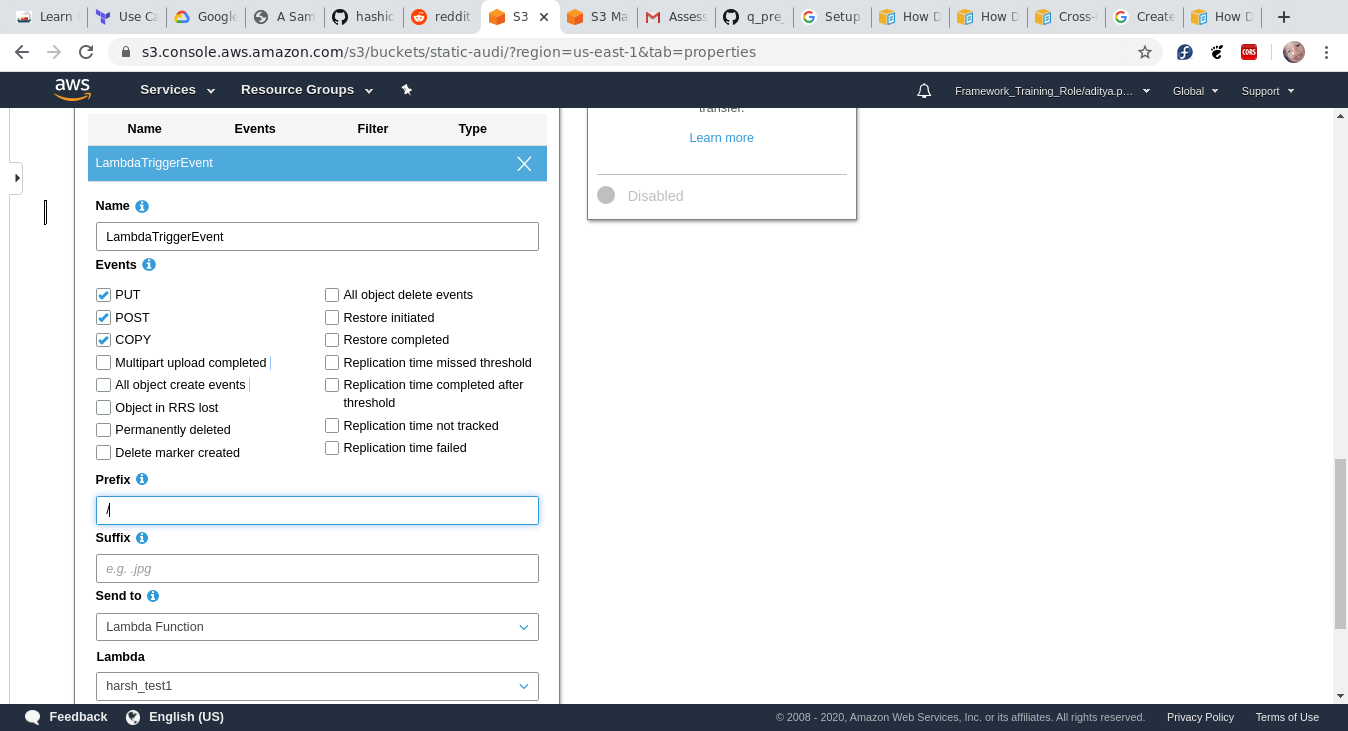 Learn
Use Ca
Google
A Sam
hashic
reddit
S3
S3 Ma
Assess
q_pre_
Setup
How D
How D
Cross-
Create
How D
s3.console.aws.amazon.com/s3/buckets/static-audi/?region=us-east-1&tab=properties
CORS
aws Services Resource Groups Framework_Training_Role/aditya.p... Global Support
transfer.
Learn more
Disabled
Name Events Filter Type
LambdaTriggerEvent
Name
LambdaTriggerEvent
Events
PUT
POST
COPY
Multipart upload completed
All object create events
Object in RRS lost
Permanently deleted
Delete marker created
All object delete events
Restore initiated
Restore completed
Replication time missed threshold
Replication time completed after
threshold
Replication time not tracked
Replication time failed
Prefix
/
Suffix
e.g. .jpg
Send to
Lambda Function
Lambda
harsh_test1
Feedback English (US) © 2008 - 2020, Amazon Web Services, Inc. or its affiliates. All rights reserved. Privacy Policy Terms of Use